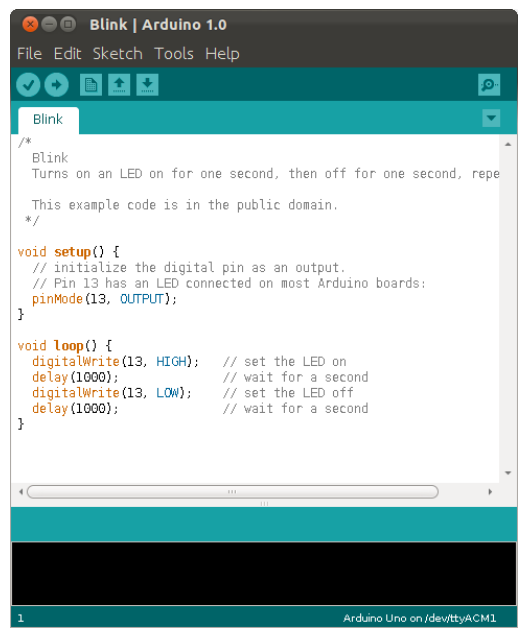 Blink | Arduino 1.0
File Edit Sketch Tools Help
Blink
/*
  Blink
  Turns on an LED on for one second, then off for one second, repe

  This example code is in the public domain.
 */

void setup() {
  // initialize the digital pin as an output.
  // Pin 13 has an LED connected on most Arduino boards:
  pinMode(13, OUTPUT);
}

void loop() {
  digitalWrite(13, HIGH);   // set the LED on
  delay(1000);              // wait for a second
  digitalWrite(13, LOW);    // set the LED off
  delay(1000);              // wait for a second
}
1
Arduino Uno on /dev/ttyACM1